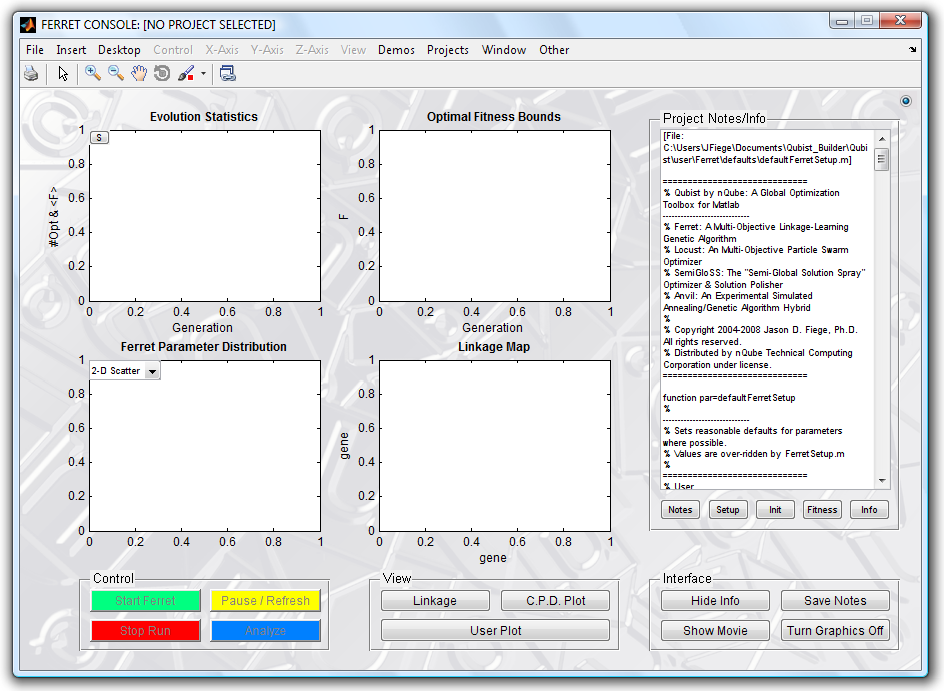 FERRET CONSOLE: [NO PROJECT SELECTED]
File Insert Desktop Control X-Axis Y-Axis Z-Axis View Demos Projects Window Other
Evolution Statistics
S
#Opt & <F>
1
0.8
0.6
0.4
0.2
0
0 0.2 0.4 0.6 0.8 1
Generation
Optimal Fitness Bounds
F
1
0.8
0.6
0.4
0.2
0
0 0.2 0.4 0.6 0.8 1
Generation
Ferret Parameter Distribution
2-D Scatter
1
0.8
0.6
0.4
0.2
0
0 0.2 0.4 0.6 0.8 1
Linkage Map
gene
1
0.8
0.6
0.4
0.2
0
0 0.2 0.4 0.6 0.8 1
gene
Project Notes/Info
[File:
C:\Users\JFiege\Documents\Qubist_Builder\Qubi
st\user\Ferret\defaults\defaultFerretSetup.m]
=============================
% Qubist by nQube: A Global Optimization
Toolbox for Matlab
-----------------------------
% Ferret: A Multi-Objective Linkage-Learning
Genetic Algorithm
% Locust: An Multi-Objective Particle Swarm
Optimizer
% SemiGloSS: The "Semi-Global Solution Spray"
Optimizer & Solution Polisher
% Anvil: An Experimental Simulated
Annealing/Genetic Algorithm Hybrid
%
% Copyright 2004-2008 Jason D. Fiege, Ph.D.
All rights reserved.
% Distributed by nQube Technical Computing
Corporation under license.
=============================
function par=defaultFerretSetup
%
-----------------------------
% Sets reasonable defaults for parameters
where possible.
% Values are over-ridden by FerretSetup.m
%
=============================
% User
Notes Setup Init Fitness Info
Control
Start Ferret Pause / Refresh
Stop Run Analyze
View
Linkage C.P.D. Plot
User Plot
Interface
Hide Info Save Notes
Show Movie Turn Graphics Off